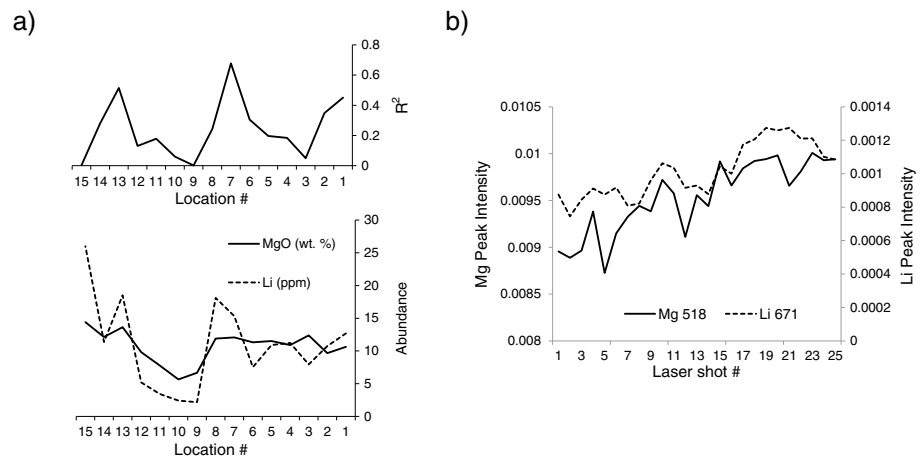 a)
0.8
0.6
0.4
0.2
0
R²
15 14 13 12 11 10 9 8 7 6 5 4 3 2 1
Location #
30
25
20
15
10
5
0
Abundance
MgO (wt. %)
Li (ppm)
15 14 13 12 11 10 9 8 7 6 5 4 3 2 1
Location #
b)
0.0105
0.01
0.0095
0.009
0.0085
0.008
Mg Peak Intensity
0.0014
0.0012
0.001
0.0008
0.0006
0.0004
0.0002
0
Li Peak Intensity
Mg 518 Li 671
1 3 5 7 9 11 13 15 17 19 21 23 25
Laser shot #